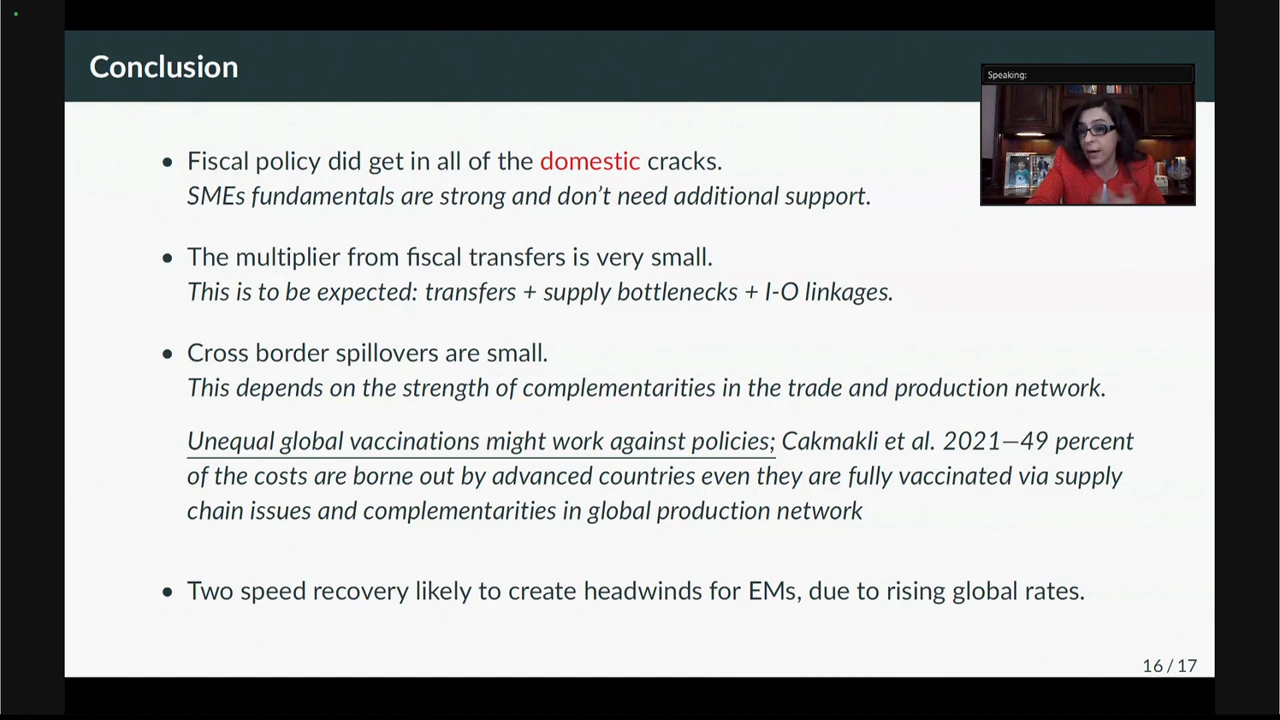 Conclusion
Speaking:
• Fiscal policy did get in all of the domestic cracks.
SMEs fundamentals are strong and don’t need additional support.
• The multiplier from fiscal transfers is very small.
This is to be expected: transfers + supply bottlenecks + I-O linkages.
• Cross border spillovers are small.
This depends on the strength of complementarities in the trade and production network.
Unequal global vaccinations might work against policies; Cakmakli et al. 2021—49 percent
of the costs are borne out by advanced countries even they are fully vaccinated via supply
chain issues and complementarities in global production network
• Two speed recovery likely to create headwinds for EMs, due to rising global rates.
16 / 17